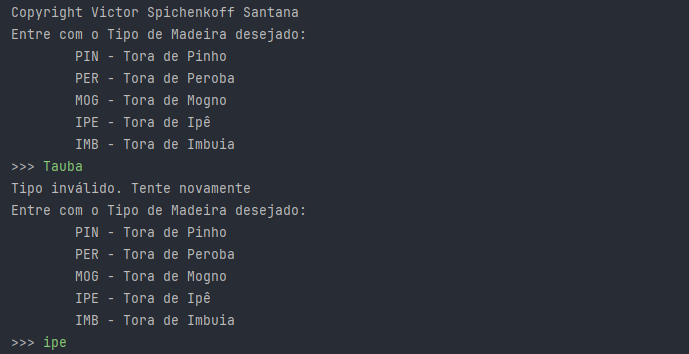 Copyright Victor Spichenkoff Santana
Entre com o Tipo de Madeira desejado:
PIN - Tora de Pinho
PER - Tora de Peroba
MOG - Tora de Mogno
IPE - Tora de Ipê
IMB - Tora de Imbuia
>>> Tauba
Tipo inválido. Tente novamente
Entre com o Tipo de Madeira desejado:
PIN - Tora de Pinho
PER - Tora de Peroba
MOG - Tora de Mogno
IPE - Tora de Ipê
IMB - Tora de Imbuia
>>> ipe